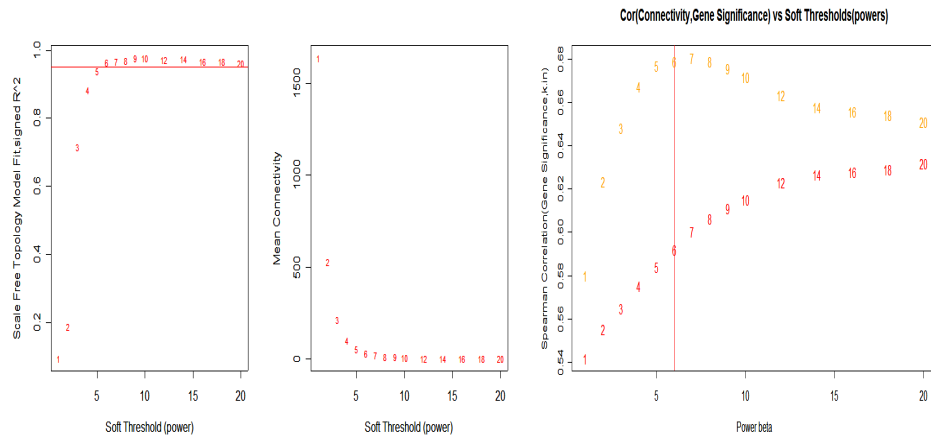 Scale Free Topology Model Fit,signed R^2
1.0
0.8
0.6
0.4
0.2
1 2 3 4 5 6 7 8 9 10 12 14 16 18 20
5 10 15 20
Soft Threshold (power)
Mean Connectivity
1500
1000
500
0
1 2 3 4 5 6 7 8 9 10 12 14 16 18 20
5 10 15 20
Soft Threshold (power)
Cor(Connectivity,Gene Significance) vs Soft Thresholds(powers)
Spearman Correlation(Gene Significance,k.in)
0.68
0.66
0.64
0.62
0.60
0.58
0.56
0.54
1 2 3 4 5 6 7 8 9 10 12 14 16 18 20
1 2 3 4 5 6 7 8 9 10 12 14 16 18 20
5 10 15 20
Power beta